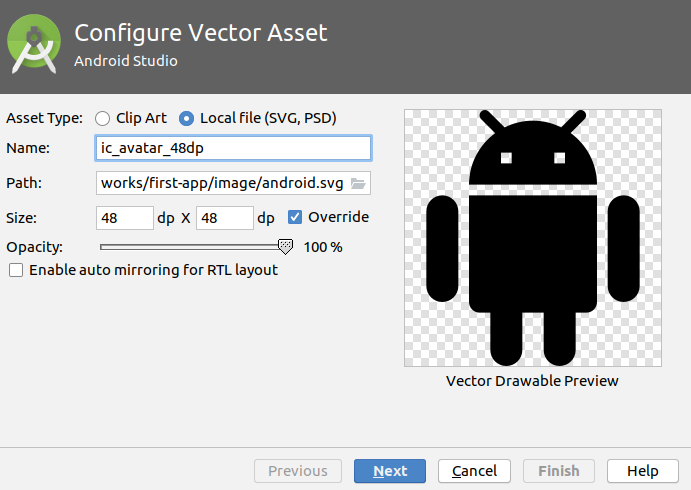 Configure Vector Asset
Android Studio
Asset Type: Clip Art Local file (SVG, PSD)
Name: ic_avatar_48dp
Path: works/first-app/image/android.svg
Size: 48 dp X 48 dp Override
Opacity: 100 %
Enable auto mirroring for RTL layout
Vector Drawable Preview
Previous Next Cancel Finish Help